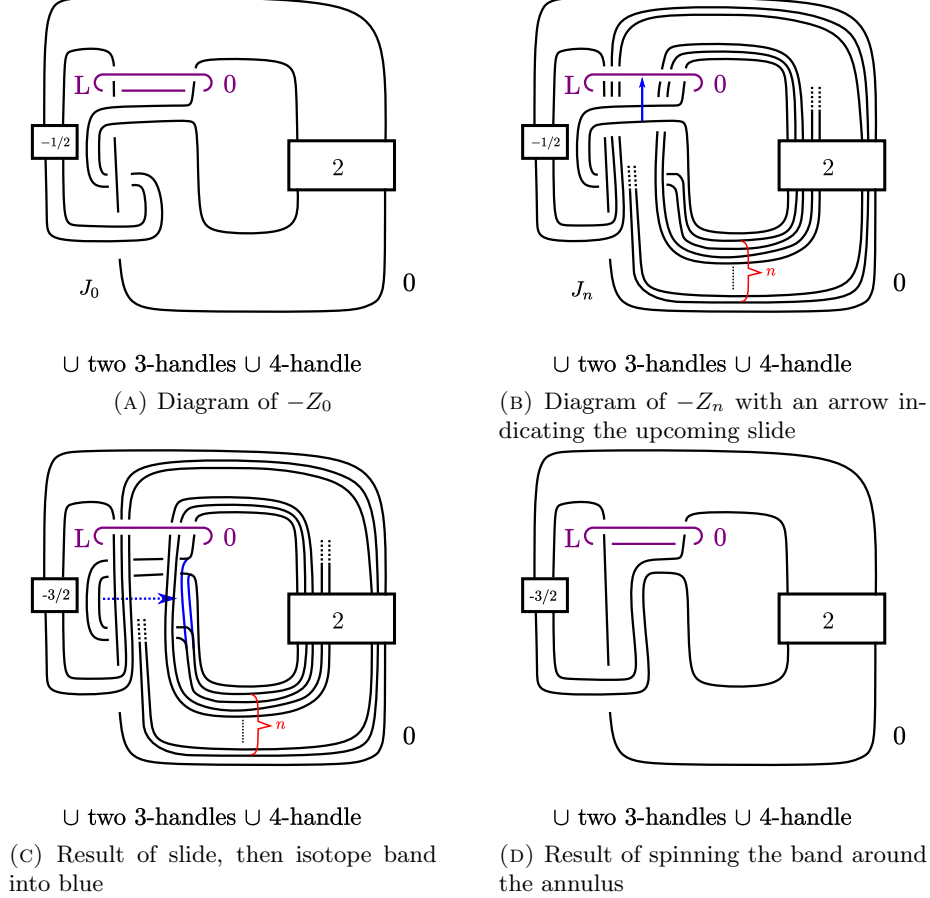 L 0
-1/2
2
J₀ 0
∪ two 3-handles ∪ 4-handle
(A) Diagram of −Z₀
L 0
-1/2
2
n
Jₙ 0
∪ two 3-handles ∪ 4-handle
(B) Diagram of −Zₙ with an arrow in-
dicating the upcoming slide
L 0
-3/2
2
n
0
∪ two 3-handles ∪ 4-handle
(C) Result of slide, then isotope band
into blue
L 0
-3/2
2
0
∪ two 3-handles ∪ 4-handle
(D) Result of spinning the band around
the annulus